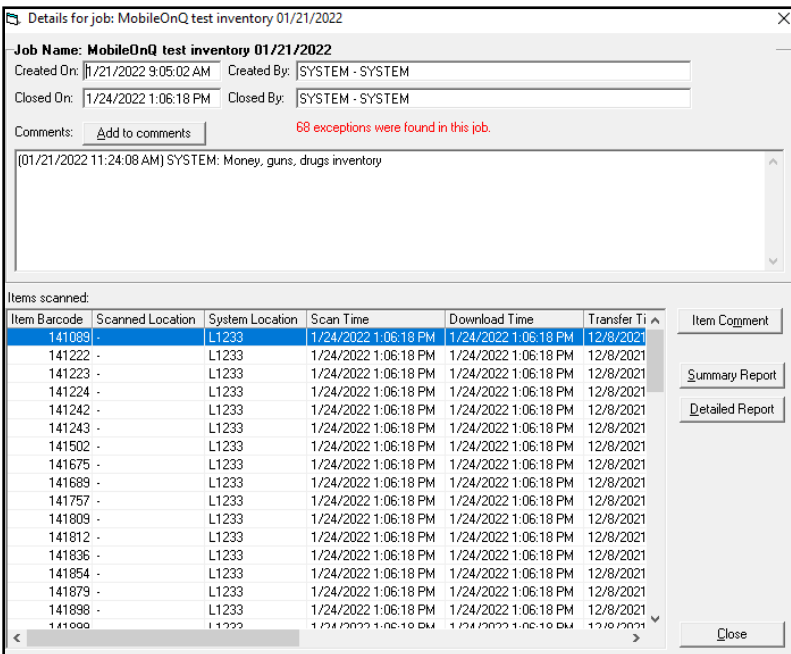 Details for job: MobileOnQ test inventory 01/21/2022
Job Name: MobileOnQ test inventory 01/21/2022
Created On: 1/21/2022 9:05:02 AM Created By: SYSTEM - SYSTEM
Closed On: 1/24/2022 1:06:18 PM Closed By: SYSTEM - SYSTEM
Comments: Add to comments 68 exceptions were found in this job.
(01/21/2022 11:24:08 AM) SYSTEM: Money, guns, drugs inventory
Items scanned:
Item Barcode Scanned Location System Location Scan Time Download Time Transfer Ti
141089 - L1233 1/24/2022 1:06:18 PM 1/24/2022 1:06:18 PM 12/8/2021
141222 - L1233 1/24/2022 1:06:18 PM 1/24/2022 1:06:18 PM 12/8/2021
141223 - L1233 1/24/2022 1:06:18 PM 1/24/2022 1:06:18 PM 12/8/2021
141224 - L1233 1/24/2022 1:06:18 PM 1/24/2022 1:06:18 PM 12/8/2021
141242 - L1233 1/24/2022 1:06:18 PM 1/24/2022 1:06:18 PM 12/8/2021
141243 - L1233 1/24/2022 1:06:18 PM 1/24/2022 1:06:18 PM 12/8/2021
141502 - L1233 1/24/2022 1:06:18 PM 1/24/2022 1:06:18 PM 12/8/2021
141675 - L1233 1/24/2022 1:06:18 PM 1/24/2022 1:06:18 PM 12/8/2021
141689 - L1233 1/24/2022 1:06:18 PM 1/24/2022 1:06:18 PM 12/8/2021
141757 - L1233 1/24/2022 1:06:18 PM 1/24/2022 1:06:18 PM 12/8/2021
141809 - L1233 1/24/2022 1:06:18 PM 1/24/2022 1:06:18 PM 12/8/2021
141812 - L1233 1/24/2022 1:06:18 PM 1/24/2022 1:06:18 PM 12/8/2021
141836 - L1233 1/24/2022 1:06:18 PM 1/24/2022 1:06:18 PM 12/8/2021
141854 - L1233 1/24/2022 1:06:18 PM 1/24/2022 1:06:18 PM 12/8/2021
141879 - L1233 1/24/2022 1:06:18 PM 1/24/2022 1:06:18 PM 12/8/2021
141898 - L1233 1/24/2022 1:06:18 PM 1/24/2022 1:06:18 PM 12/8/2021
Item Comment
Summary Report
Detailed Report
Close